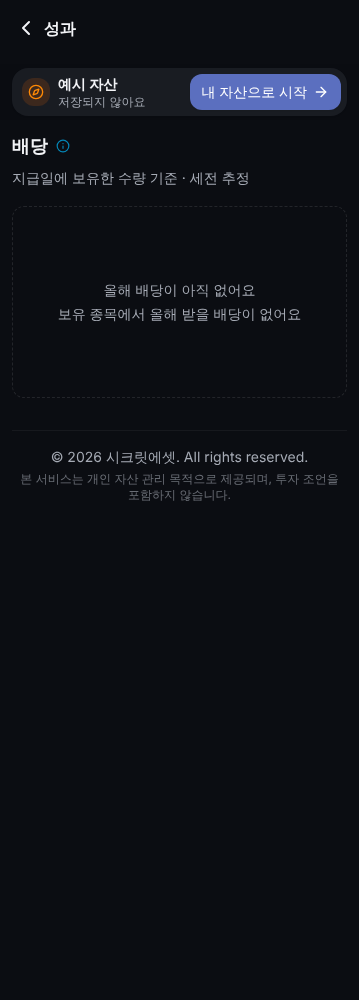 성과
예시 자산
저장되지 않아요
내 자산으로 시작
배당
지급일에 보유한 수량 기준 · 세전 추정
올해 배당이 아직 없어요
보유 종목에서 올해 받을 배당이 없어요
© 2026 시크릿에셋. All rights reserved.
본 서비스는 개인 자산 관리 목적으로 제공되며, 투자 조언을
포함하지 않습니다.